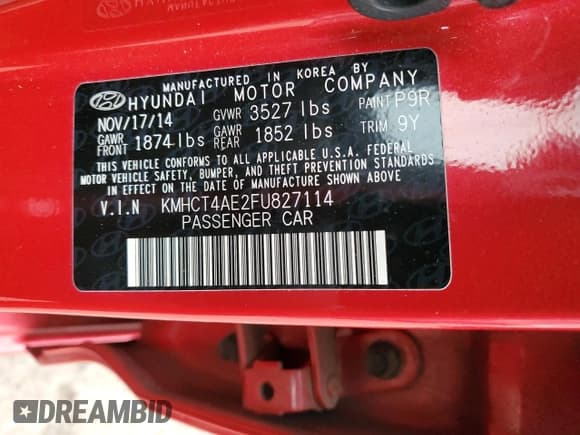 MANUFACTURED IN KOREA BY
HYUNDAI MOTOR COMPANY
NOV/17/14 GVWR 3527 lbs PAINT P9R
GAWR FRONT 1874 lbs GAWR REAR 1852 lbs TRIM 9Y
THIS VEHICLE CONFORMS TO ALL APPLICABLE U.S.A. FEDERAL
MOTOR VEHICLE SAFETY, BUMPER, AND THEFT PREVENTION STANDARDS
IN EFFECT ON THE DATE OF MANUFACTURE SHOWN ABOVE
V.I.N KMHCT4AE2FU827114
PASSENGER CAR
DREAMBID